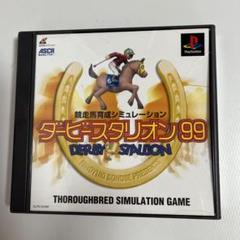 ASCII
PlayStation
競走馬育成シミュレーション
ダービースタリオン99
DERBY STALLION
THOROUGHBRED SIMULATION GAME